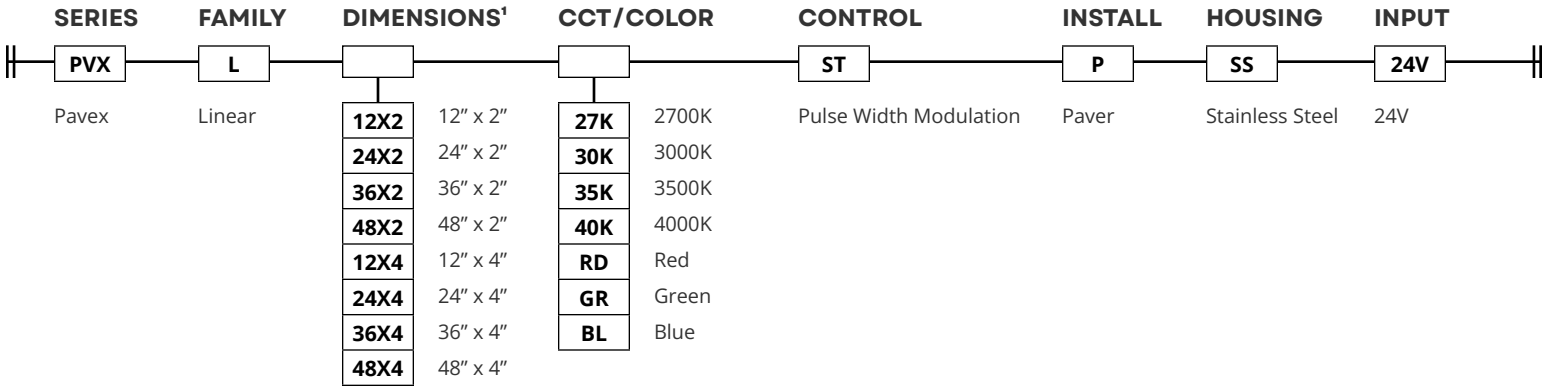 SERIES FAMILY DIMENSIONS¹ CCT/COLOR CONTROL INSTALL HOUSING INPUT
PVX L ST P SS 24V
Pavex Linear 12X2 12” x 2” 27K 2700K Pulse Width Modulation Paver Stainless Steel 24V
24X2 24” x 2” 30K 3000K
36X2 36” x 2” 35K 3500K
48X2 48” x 2” 40K 4000K
12X4 12” x 4” RD Red
24X4 24” x 4” GR Green
36X4 36” x 4” BL Blue
48X4 48” x 4”